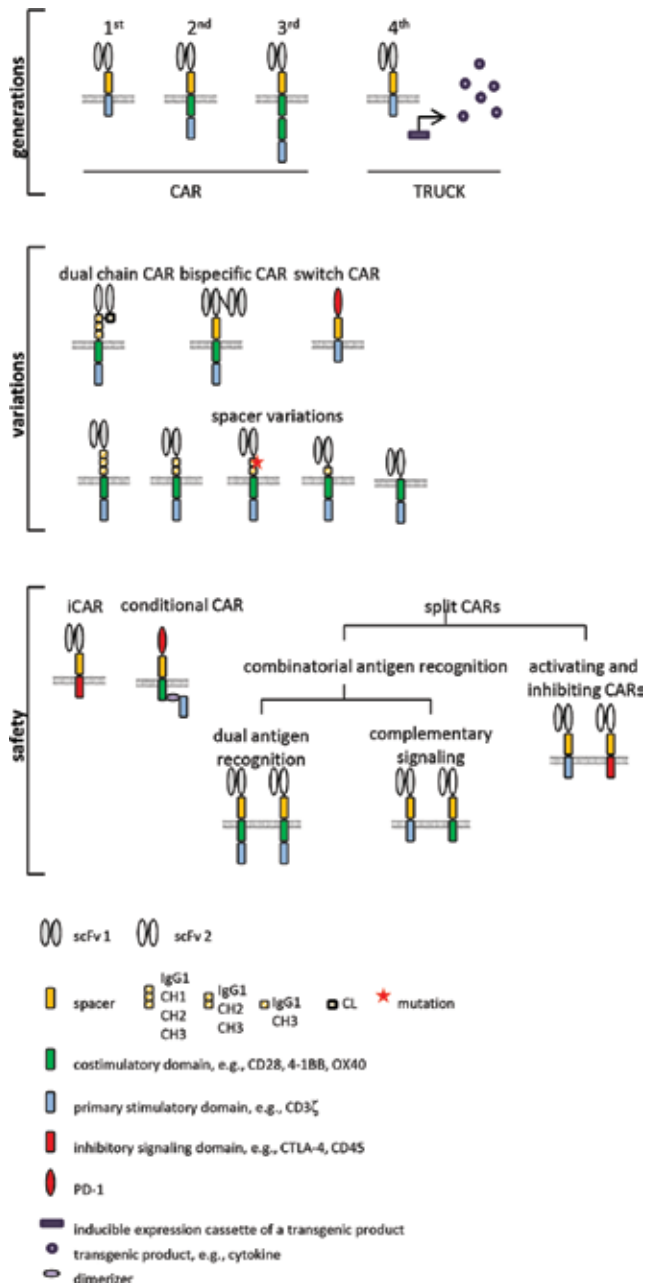 generations
1st
2nd
3rd
4th
CAR
TRUCK
variations
dual chain CAR
bispecific CAR
switch CAR
spacer variations
safety
iCAR
conditional CAR
split CARs
combinatorial antigen recognition
activating and
inhibiting CARs
dual antigen
recognition
complementary
signaling
scFv 1
scFv 2
spacer
IgG1
CH1
CH2
CH3
IgG1
CH2
CH3
IgG1
CH3
CL
mutation
costimulatory domain, e.g., CD28, 4-1BB, OX40
primary stimulatory domain, e.g., CD3ζ
inhibitory signaling domain, e.g., CTLA-4, CD45
PD-1
inducible expression cassette of a transgenic product
transgenic product, e.g., cytokine
dimerizer